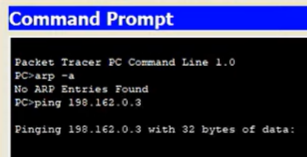 Command Prompt
Packet Tracer PC Command Line 1.0
PC>arp -a
No ARP Entries Found
PC>ping 198.162.0.3
Pinging 198.162.0.3 with 32 bytes of data: